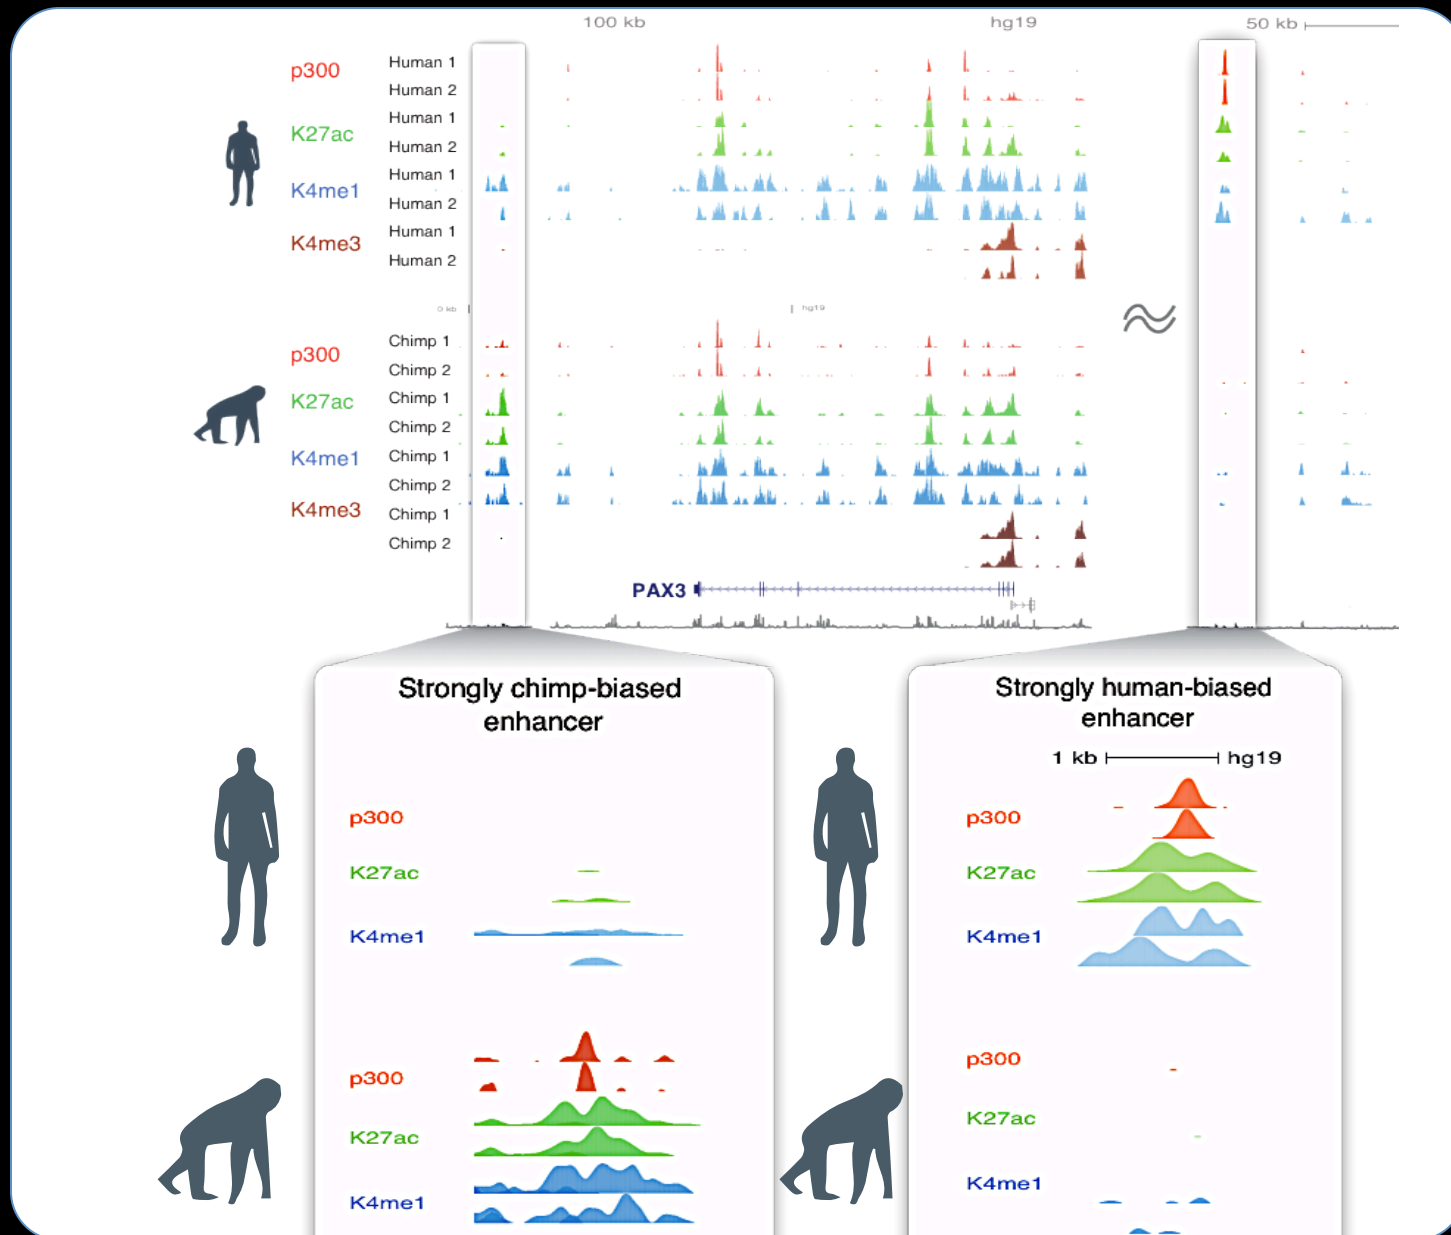 100 kb hg19 50 kb
p300 Human 1
Human 2
K27ac Human 1
Human 2
K4me1 Human 1
Human 2
K4me3 Human 1
Human 2
0 kb hg19
p300 Chimp 1
Chimp 2
K27ac Chimp 1
Chimp 2
K4me1 Chimp 1
Chimp 2
K4me3 Chimp 1
Chimp 2
PAX3
Strongly chimp-biased
enhancer
p300
K27ac
K4me1
p300
K27ac
K4me1
Strongly human-biased
enhancer
1 kb hg19
p300
K27ac
K4me1
p300
K27ac
K4me1